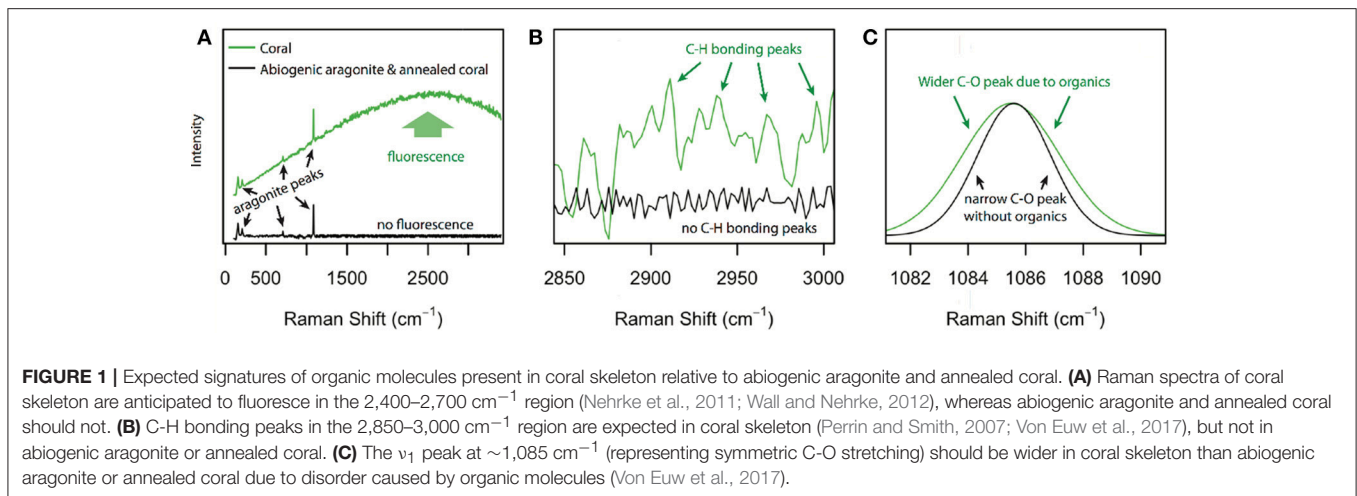 A
Coral
Abiogenic aragonite & annealed coral
Intensity
fluorescence
aragonite peaks
no fluorescence
0 500 1500 2500
Raman Shift (cm⁻¹)
B
C-H bonding peaks
no C-H bonding peaks
2850 2900 2950 3000
Raman Shift (cm⁻¹)
C
Wider C-O peak due to organics
narrow C-O peak
without organics
1082 1084 1086 1088 1090
Raman Shift (cm⁻¹)
FIGURE 1 | Expected signatures of organic molecules present in coral skeleton relative to abiogenic aragonite and annealed coral. (A) Raman spectra of coral
skeleton are anticipated to fluoresce in the 2,400–2,700 cm⁻¹ region (Nehrke et al., 2011; Wall and Nehrke, 2012), whereas abiogenic aragonite and annealed coral
should not. (B) C-H bonding peaks in the 2,850–3,000 cm⁻¹ region are expected in coral skeleton (Perrin and Smith, 2007; Von Euw et al., 2017), but not in
abiogenic aragonite or annealed coral. (C) The ν₁ peak at ~1,085 cm⁻¹ (representing symmetric C-O stretching) should be wider in coral skeleton than abiogenic
aragonite or annealed coral due to disorder caused by organic molecules (Von Euw et al., 2017).